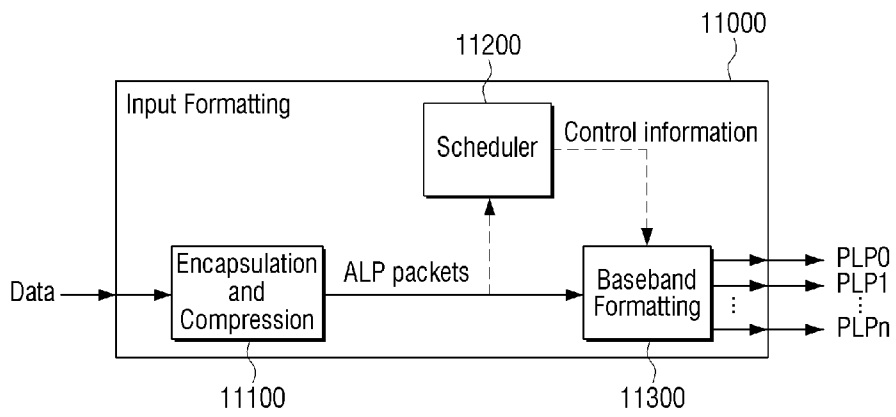 11200
11000
Input Formatting
Scheduler
Control information
Data
Encapsulation
and
Compression
ALP packets
Baseband
Formatting
PLP0
PLP1
PLPn
11100
11300